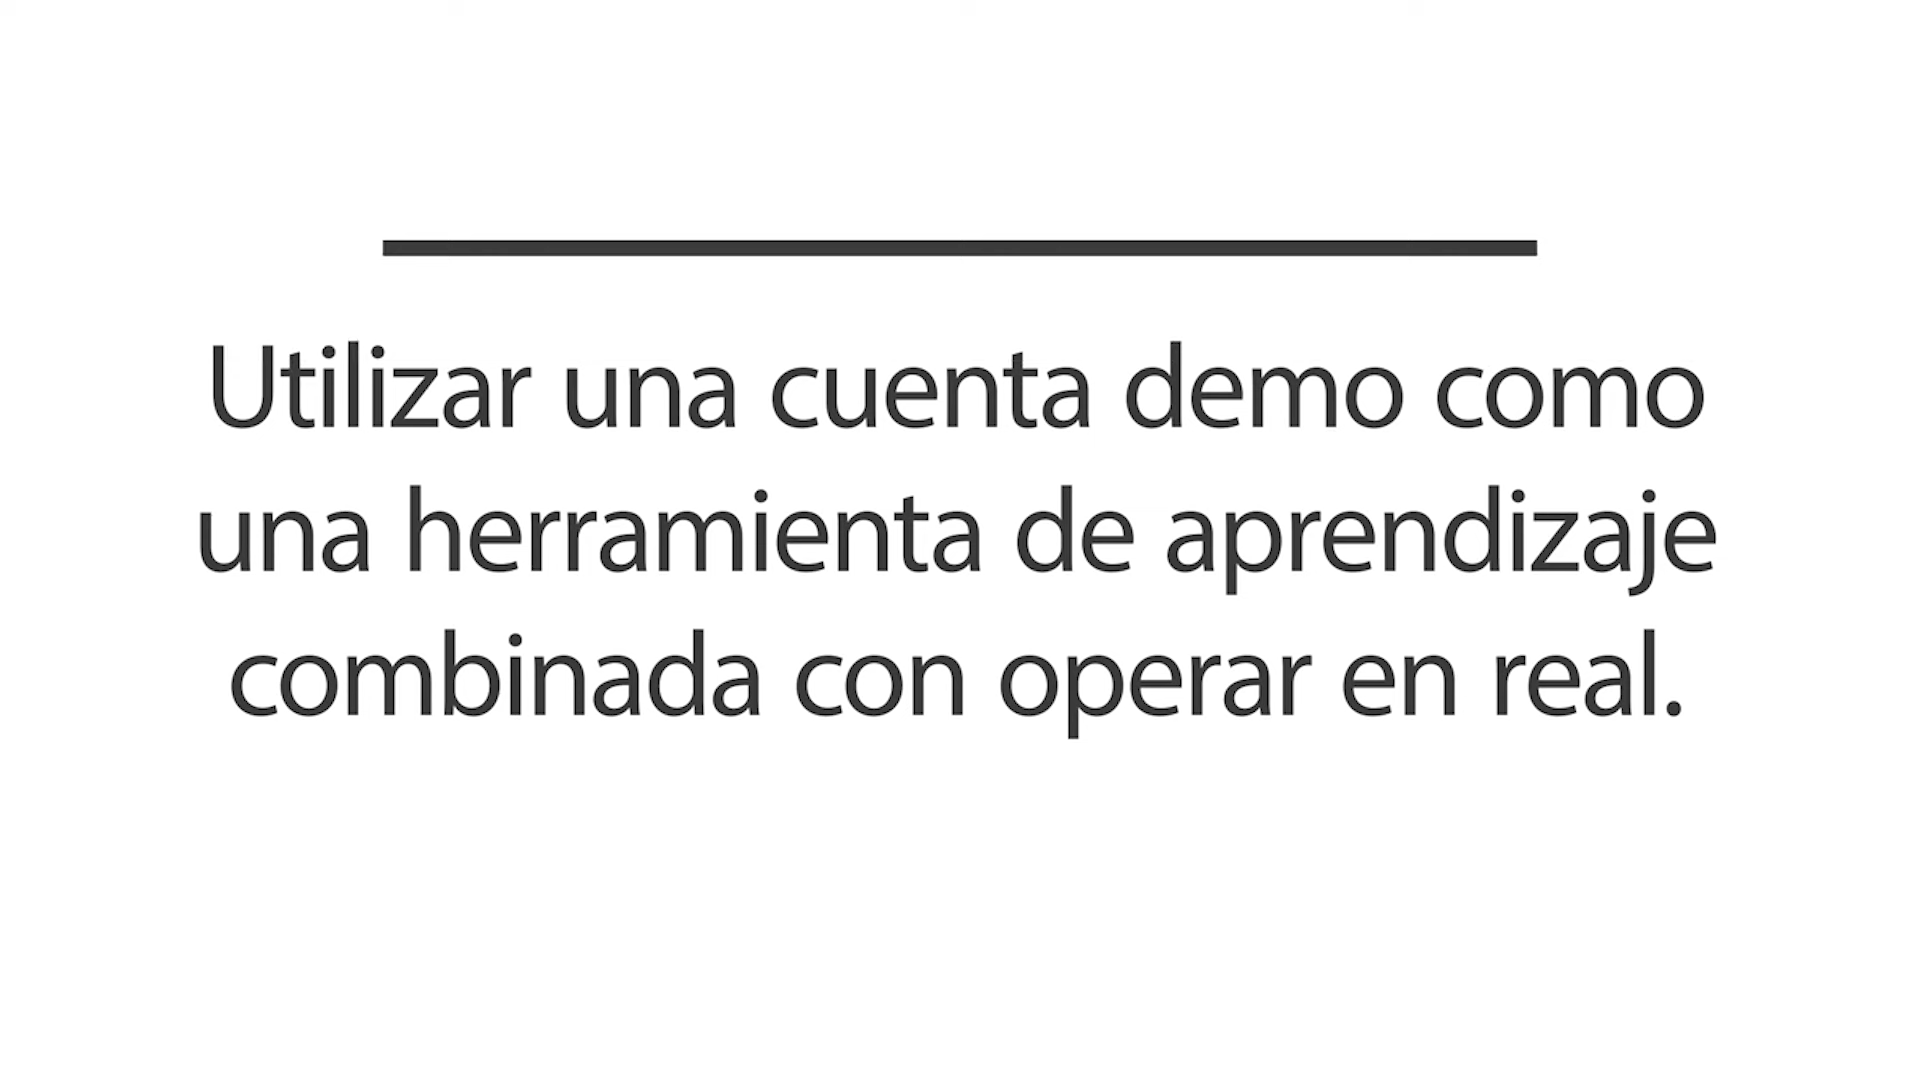 Utilizar una cuenta demo como
una herramienta de aprendizaje
combinada con operar en real.